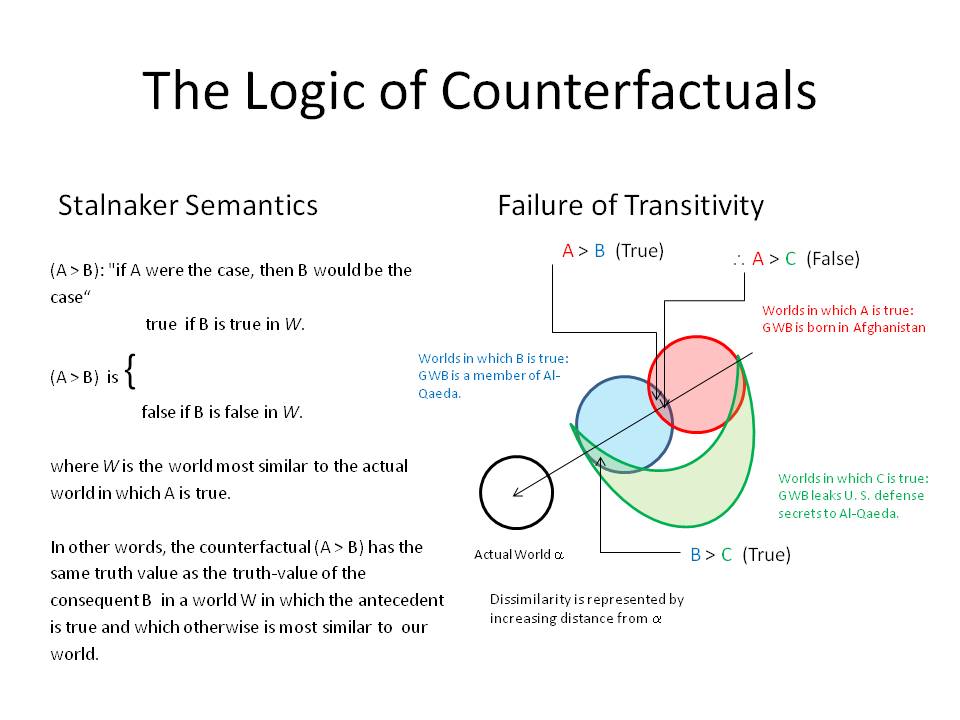 The Logic of Counterfactuals
Stalnaker Semantics
(A > B): "if A were the case, then B would be the
case“
true if B is true in W.
(A > B) is {
false if B is false in W.
where W is the world most similar to the actual
world in which A is true.
In other words, the counterfactual (A > B) has the
same truth value as the truth-value of the
consequent B in a world W in which the antecedent
is true and which otherwise is most similar to our
world.
Failure of Transitivity
A > B (True)
∴ A > C (False)
Worlds in which A is true:
GWB is born in Afghanistan
Worlds in which B is true:
GWB is a member of Al-
Qaeda.
Worlds in which C is true:
GWB leaks U. S. defense
secrets to Al-Qaeda.
Actual World α
B > C (True)
Dissimilarity is represented by
increasing distance from α